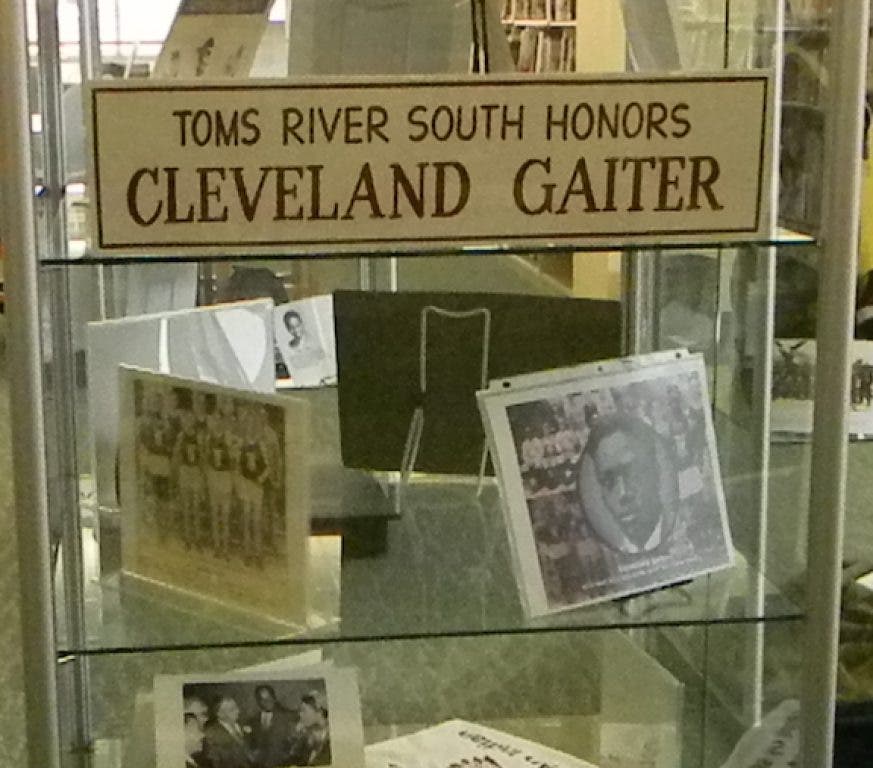 TOMS RIVER SOUTH HONORS
CLEVELAND GAITER